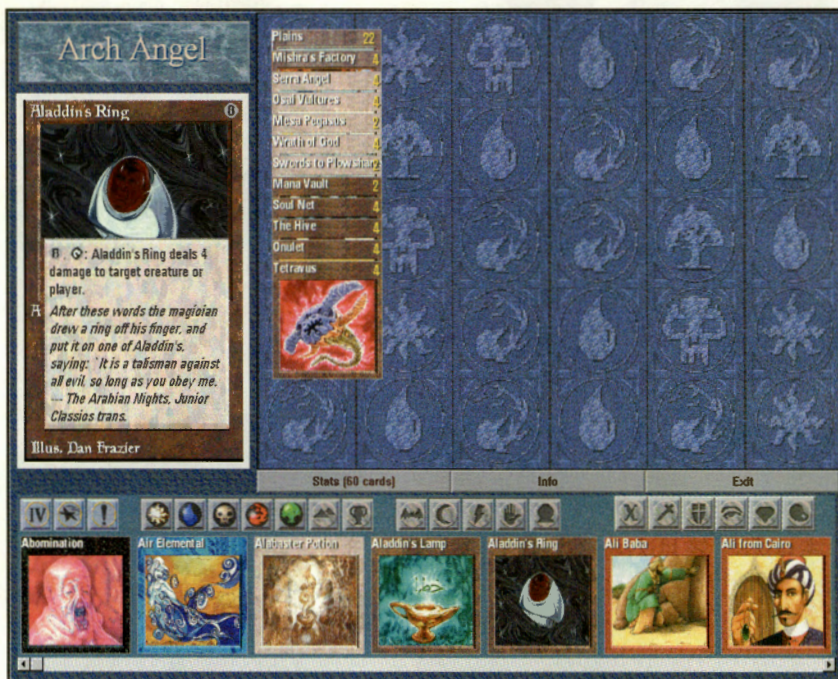 Arch Angel
Aladdin's Ring 8
8, : Aladdin's Ring deals 4
damage to target creature or
player.
After these words the magician
drew a ring off his finger, and
put it on one of Aladdin's,
saying: `It is a talisman against
all evil, so long as you obey me.
— The Arabian Nights, Junior
Classics trans.
Illus. Dan Frazier
A
Plains 22
Mishra's Factory 4
Serra Angel 4
Osai Vultures 4
Mesa Pegasus 2
Wrath of God 4
Swords to Plowshar 2
Mana Vault 2
Soul Net 4
The Hive 4
Onulet 4
Tetravus 4
Stats (60 cards)
Info
Exit
IV
!
X
Abomination
Air Elemental
Alabaster Potion
Aladdin's Lamp
Aladdin's Ring
Ali Baba
Ali from Cairo